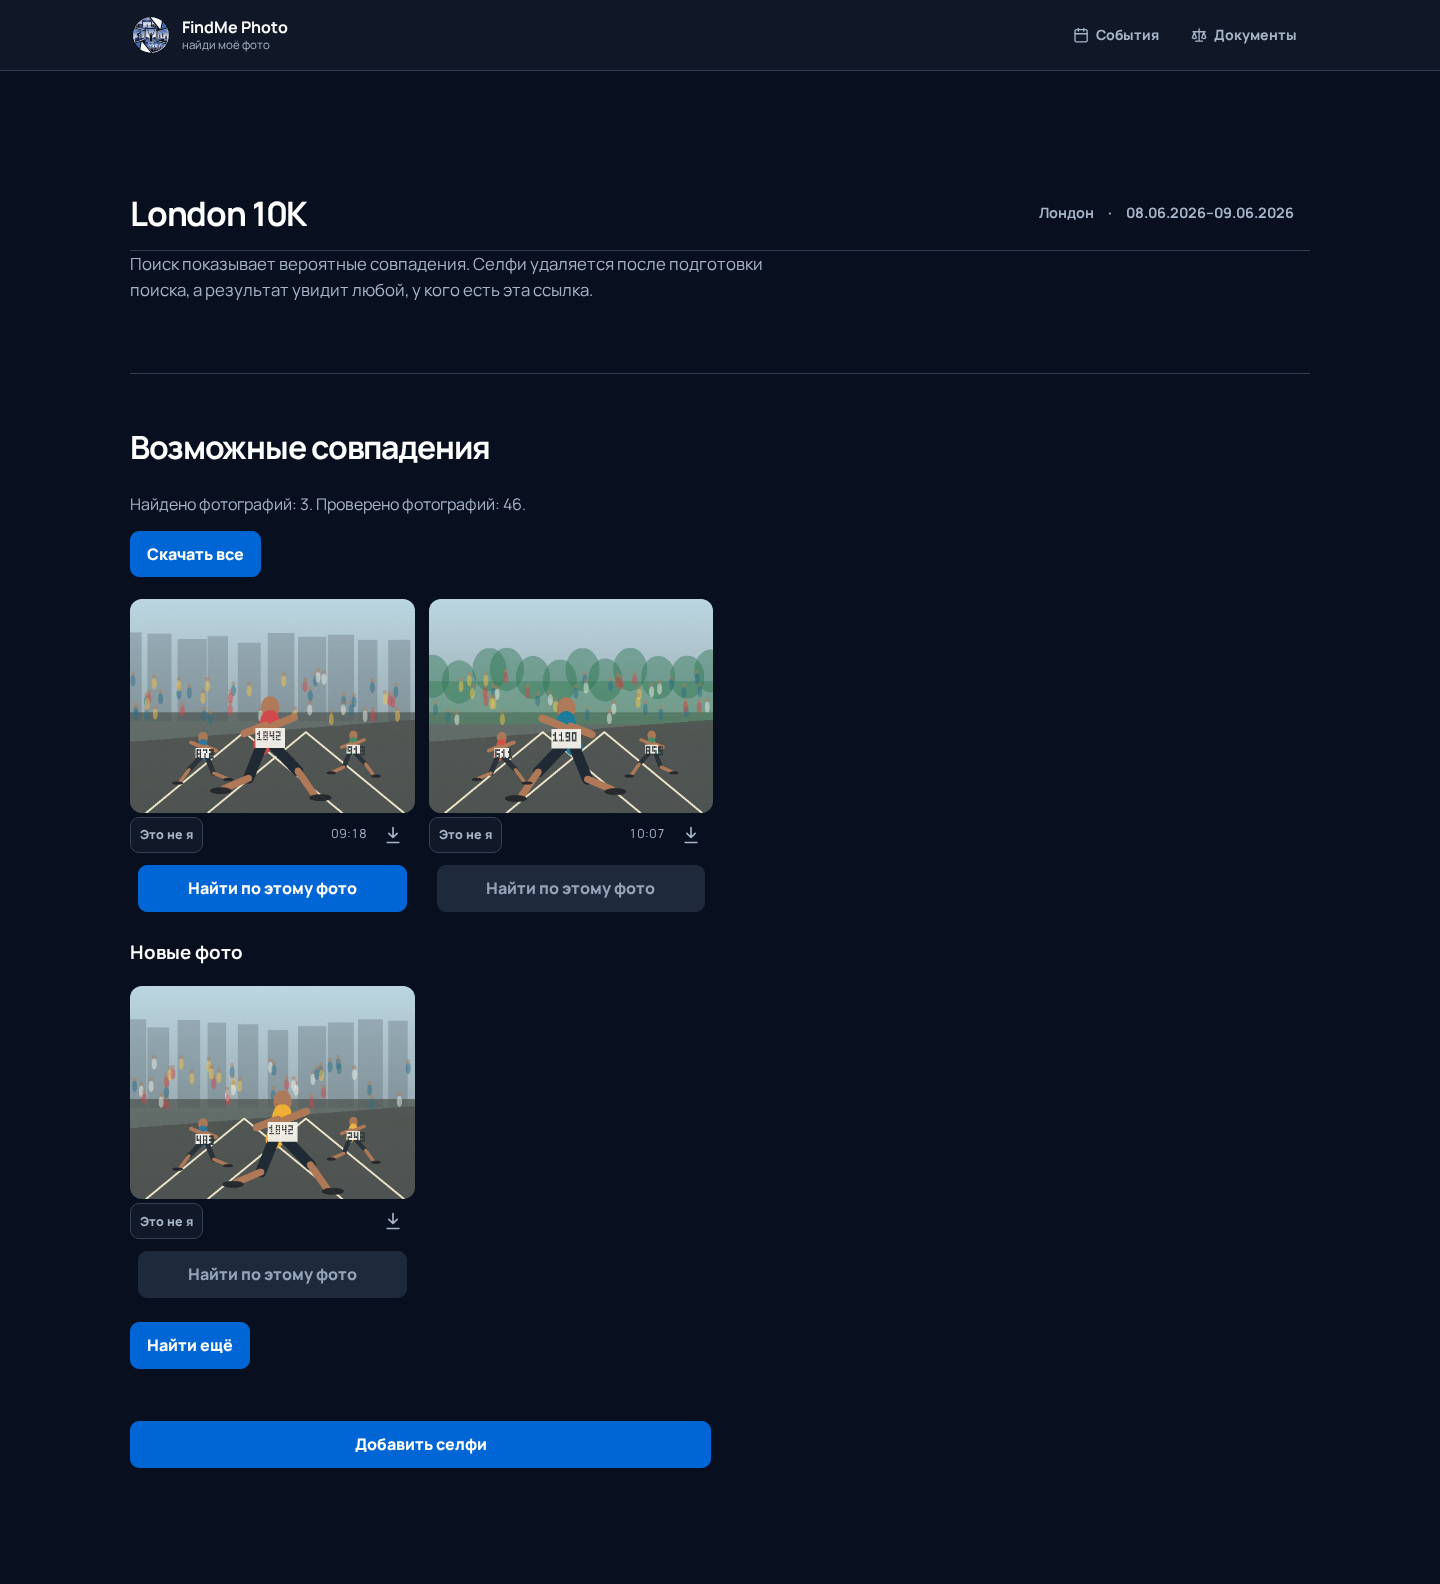 FindMe Photo
найди моё фото
События
Документы
London 10K
Лондон · 08.06.2026–09.06.2026
Поиск показывает вероятные совпадения. Селфи удаляется после подготовки
поиска, а результат увидит любой, у кого есть эта ссылка.
Возможные совпадения
Найдено фотографий: 3. Проверено фотографий: 46.
Скачать все
1842
1190
Это не я
09:18
Это не я
10:07
Найти по этому фото
Найти по этому фото
Новые фото
1842
Это не я
Найти по этому фото
Найти ещё
Добавить селфи